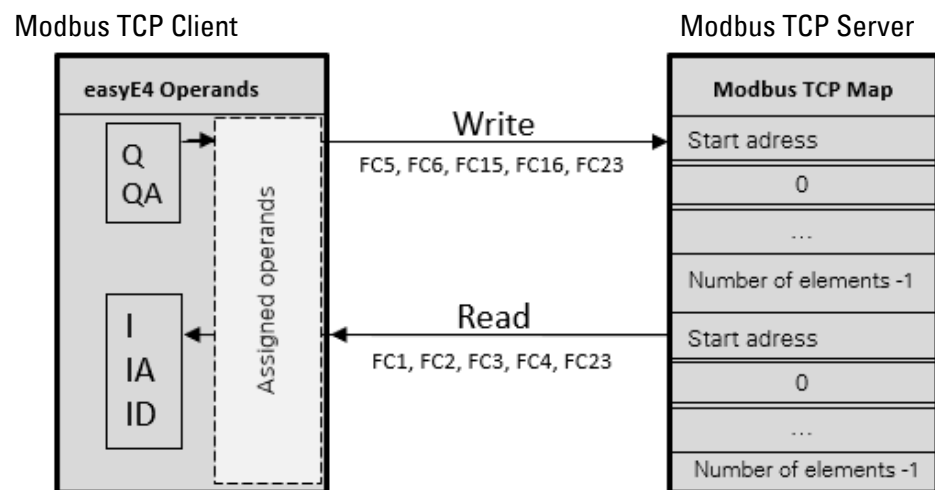 Modbus TCP Client
Modbus TCP Server
easyE4 Operands
Modbus TCP Map
Q
QA
Assigned operands
I
IA
ID
Write
FC5, FC6, FC15, FC16, FC23
Read
FC1, FC2, FC3, FC4, FC23
Start adress
0
...
Number of elements -1
Start adress
0
...
Number of elements -1